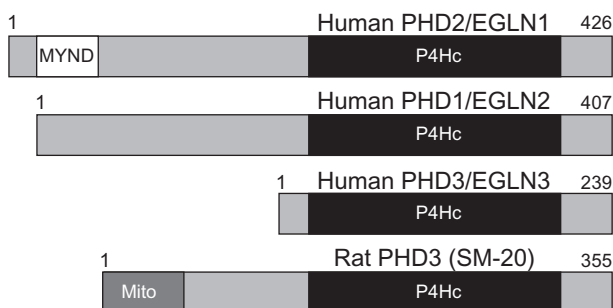 1 Human PHD2/EGLN1 426
MYND P4Hc
1 Human PHD1/EGLN2 407
P4Hc
1 Human PHD3/EGLN3 239
P4Hc
1 Rat PHD3 (SM-20) 355
Mito P4Hc